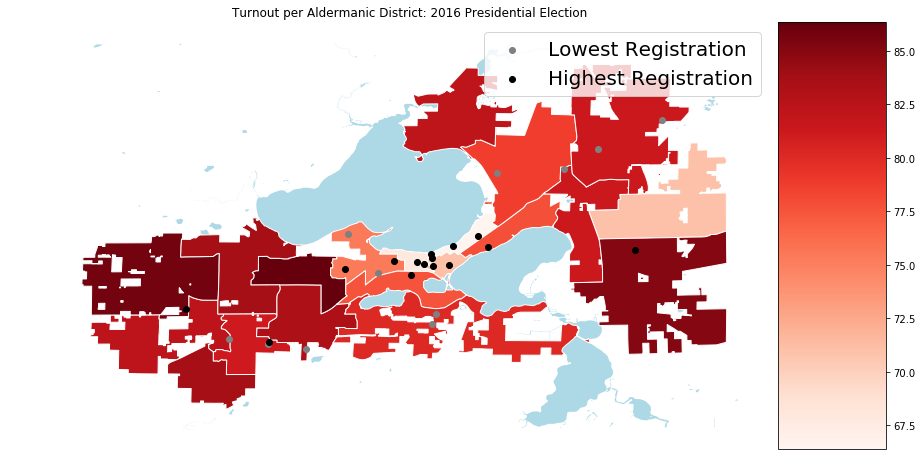 Turnout per Aldermanic District: 2016 Presidential Election
Lowest Registration
Highest Registration
85.0
82.5
80.0
77.5
75.0
72.5
70.0
67.5